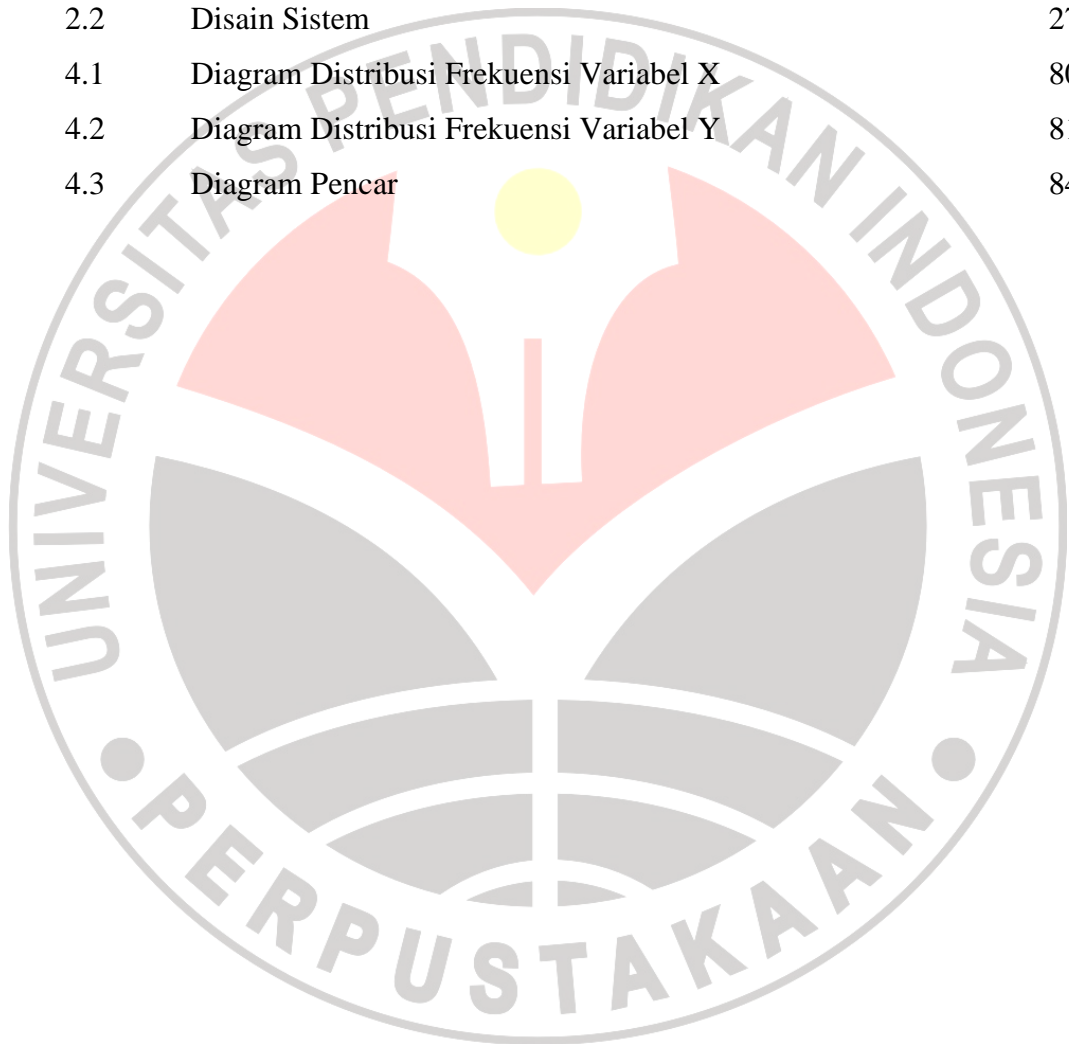 2.2 Disain Sistem 27
4.1 Diagram Distribusi Frekuensi Variabel X 80
4.2 Diagram Distribusi Frekuensi Variabel Y 81
4.3 Diagram Pencar 84
UNIVERSITAS PENDIDIKAN INDONESIA
PERPUSTAKAAN